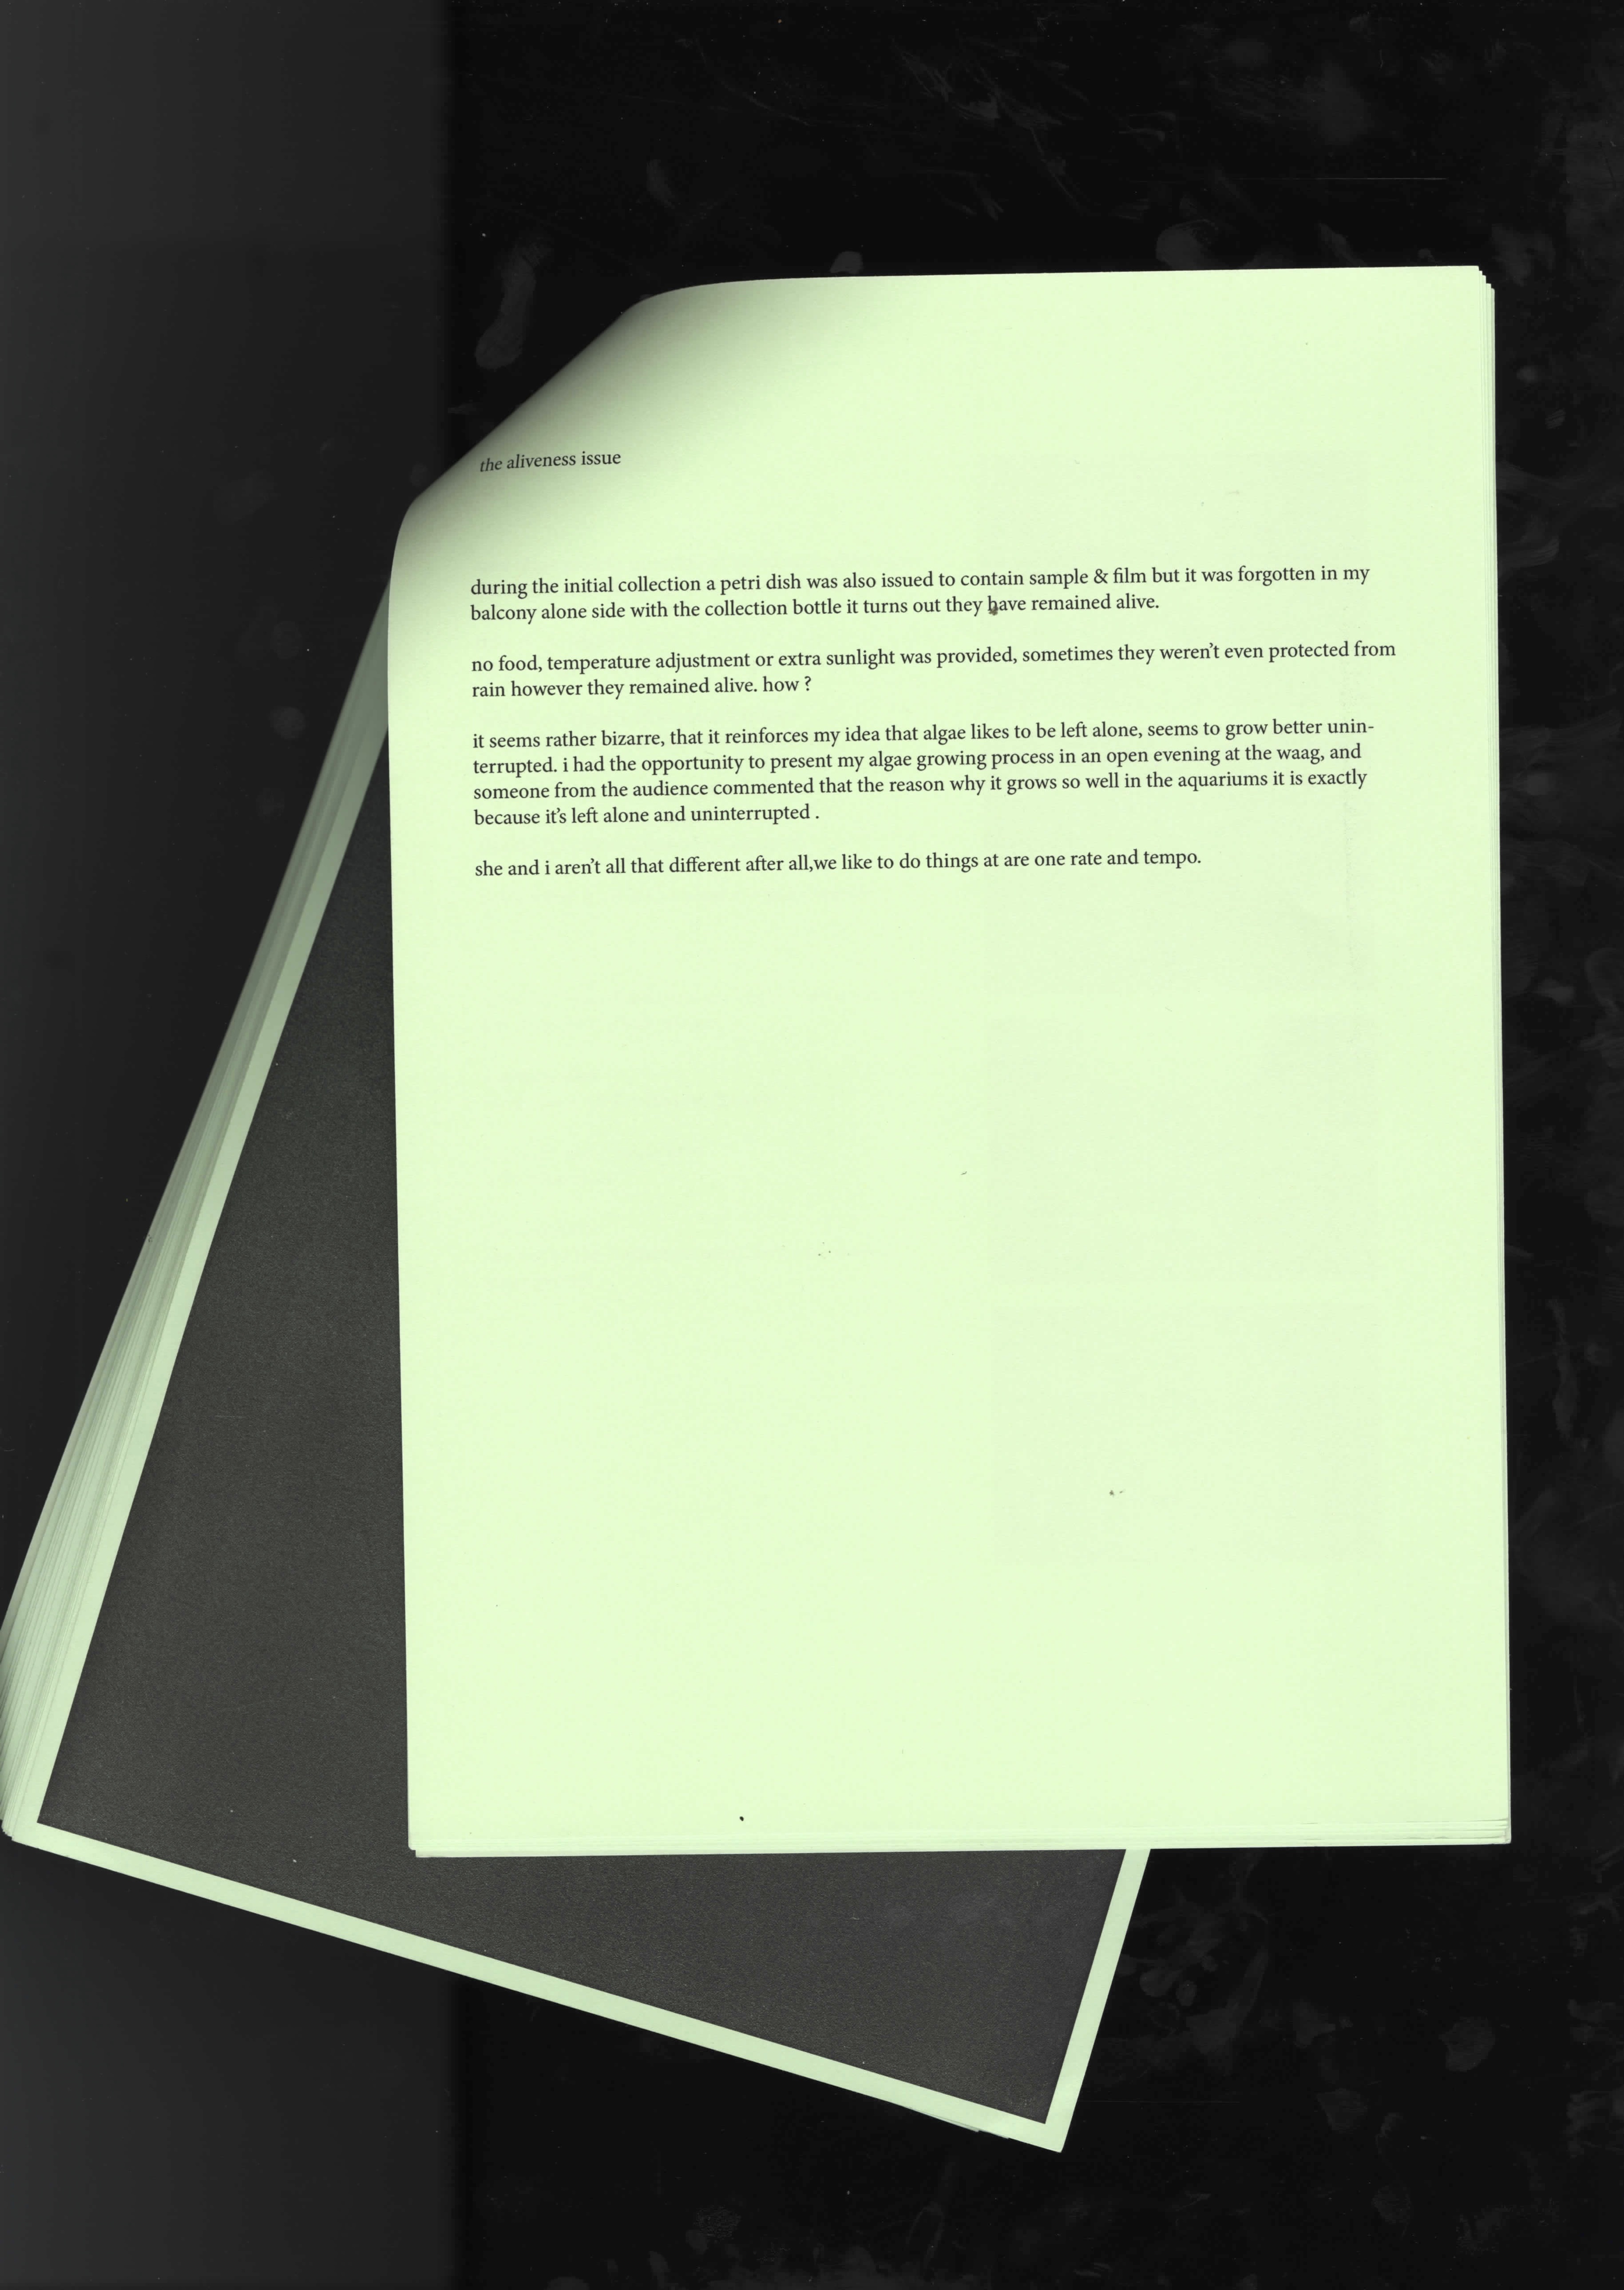 the aliveness issue
during the initial collection a petri dish was also issued to contain sample & film but it was forgotten in my
balcony alone side with the collection bottle it turns out they have remained alive.
no food, temperature adjustment or extra sunlight was provided, sometimes they weren't even protected from
rain however they remained alive. how ?
it seems rather bizarre, that it reinforces my idea that algae likes to be left alone, seems to grow better unin-
terrupted. i had the opportunity to present my algae growing process in an open evening at the waag, and
someone from the audience commented that the reason why it grows so well in the aquariums it is exactly
because it's left alone and uninterrupted .
she and i aren't all that different after all,we like to do things at are one rate and tempo.